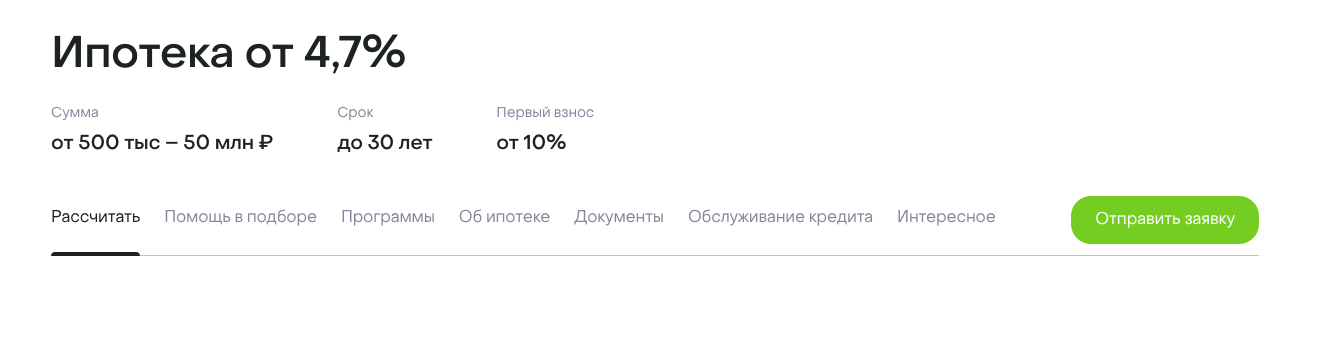 Ипотека от 4,7%
Сумма Срок Первый взнос
от 500 тыс – 50 млн ₽ до 30 лет от 10%
Рассчитать Помощь в подборе Программы Об ипотеке Документы Обслуживание кредита Интересное Отправить заявку